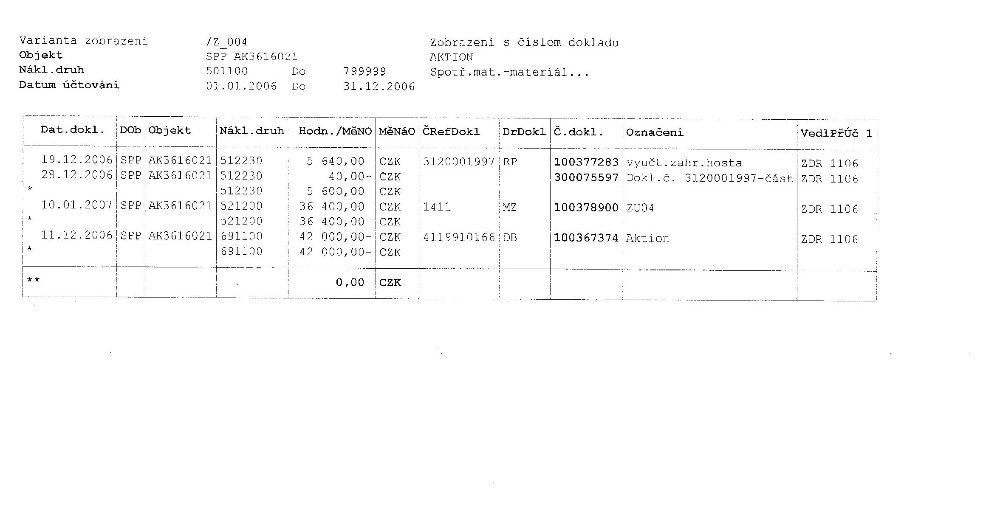 Varianta zobrazení /Z_004 Zobrazení s číslem dokladu
Objekt SPP AK3616021 AKTION
Nákl.druh 501100 Do 799999 Spotř.mat.-materiál...
Datum účtování 01.01.2006 Do 31.12.2006
Dat.dokl. DOb Objekt Nákl.druh Hodn./MěNO MěNáO ČRefDokl DrDokl Č.dokl. Označení VedlPřÚč 1
19.12.2006 SPP AK3616021 512230 5 640,00 CZK 3120001997 RP 100377283 vyučt.zahr.hosta ZDR 1106
28.12.2006 SPP AK3616021 512230 40,00- CZK 300075597 Dokl.č. 3120001997-část ZDR 1106
* 512230 5 600,00 CZK
10.01.2007 SPP AK3616021 521200 36 400,00 CZK 1411 MZ 100378900 ZU04 ZDR 1106
* 521200 36 400,00 CZK
11.12.2006 SPP AK3616021 691100 42 000,00- CZK 4119910166 DB 100367374 Aktion ZDR 1106
* 691100 42 000,00- CZK
** 0,00 CZK